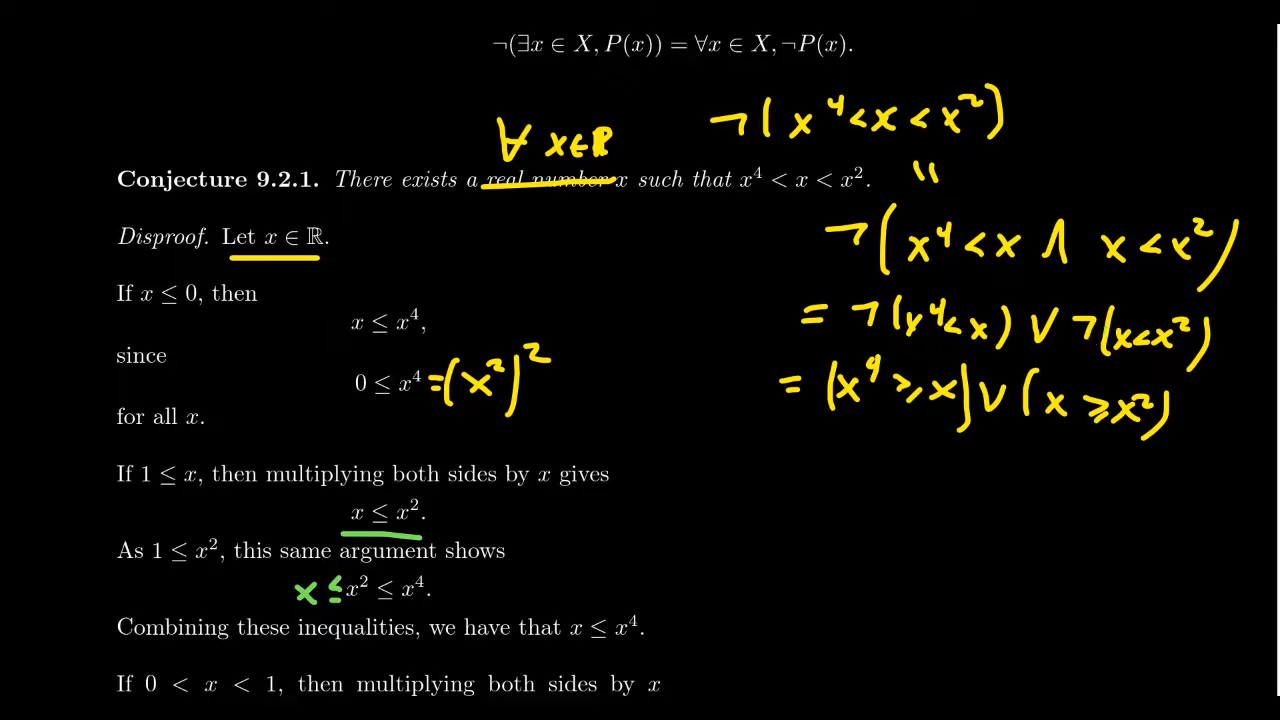 ¬(∃x ∈ X, P(x)) = ∀x ∈ X, ¬P(x).
¬(x⁴<x<x²)
∀ x∈ℝ
Conjecture 9.2.1. There exists a real number x such that x⁴ < x < x².
\\
Disproof. Let x ∈ ℝ.
¬(x⁴<x ∧ x<x²)
If x ≤ 0, then
x ≤ x⁴,
= ¬(x⁴<x) ∨ ¬(x<x²)
since
0 ≤ x⁴ =(x²)²
= (x⁴ ≥ x) ∨ (x ≥ x²)
for all x.
If 1 ≤ x, then multiplying both sides by x gives
x ≤ x².
As 1 ≤ x², this same argument shows
x ≤ x² ≤ x⁴.
Combining these inequalities, we have that x ≤ x⁴.
If 0 < x < 1, then multiplying both sides by x